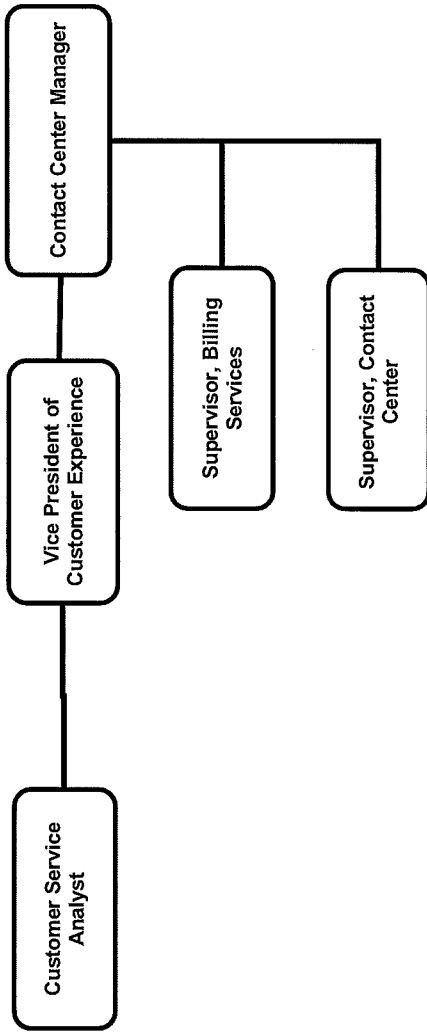 Customer Service
Analyst
Vice President of
Customer Experience
Contact Center Manager
Supervisor, Billing
Services
Supervisor, Contact
Center